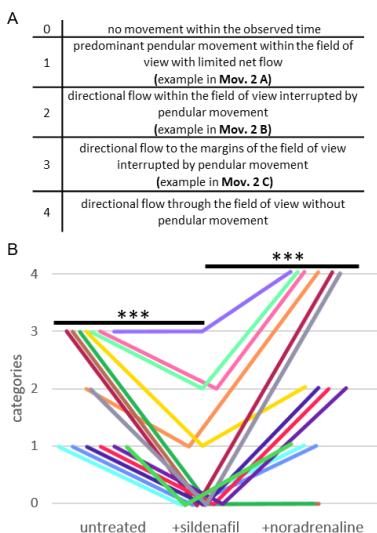 A
0 no movement within the observed time
predominant pendular movement within the field of
1 view with limited net flow
(example in Mov. 2 A)
directional flow within the field of view interrupted by
2 pendular movement
(example in Mov. 2 B)
directional flow to the margins of the field of view
3 interrupted by pendular movement
(example in Mov. 2 C)
4 directional flow through the field of view without
pendular movement
B
***
4
***
3
categories
2
1
0
untreated +sildenafil +noradrenaline